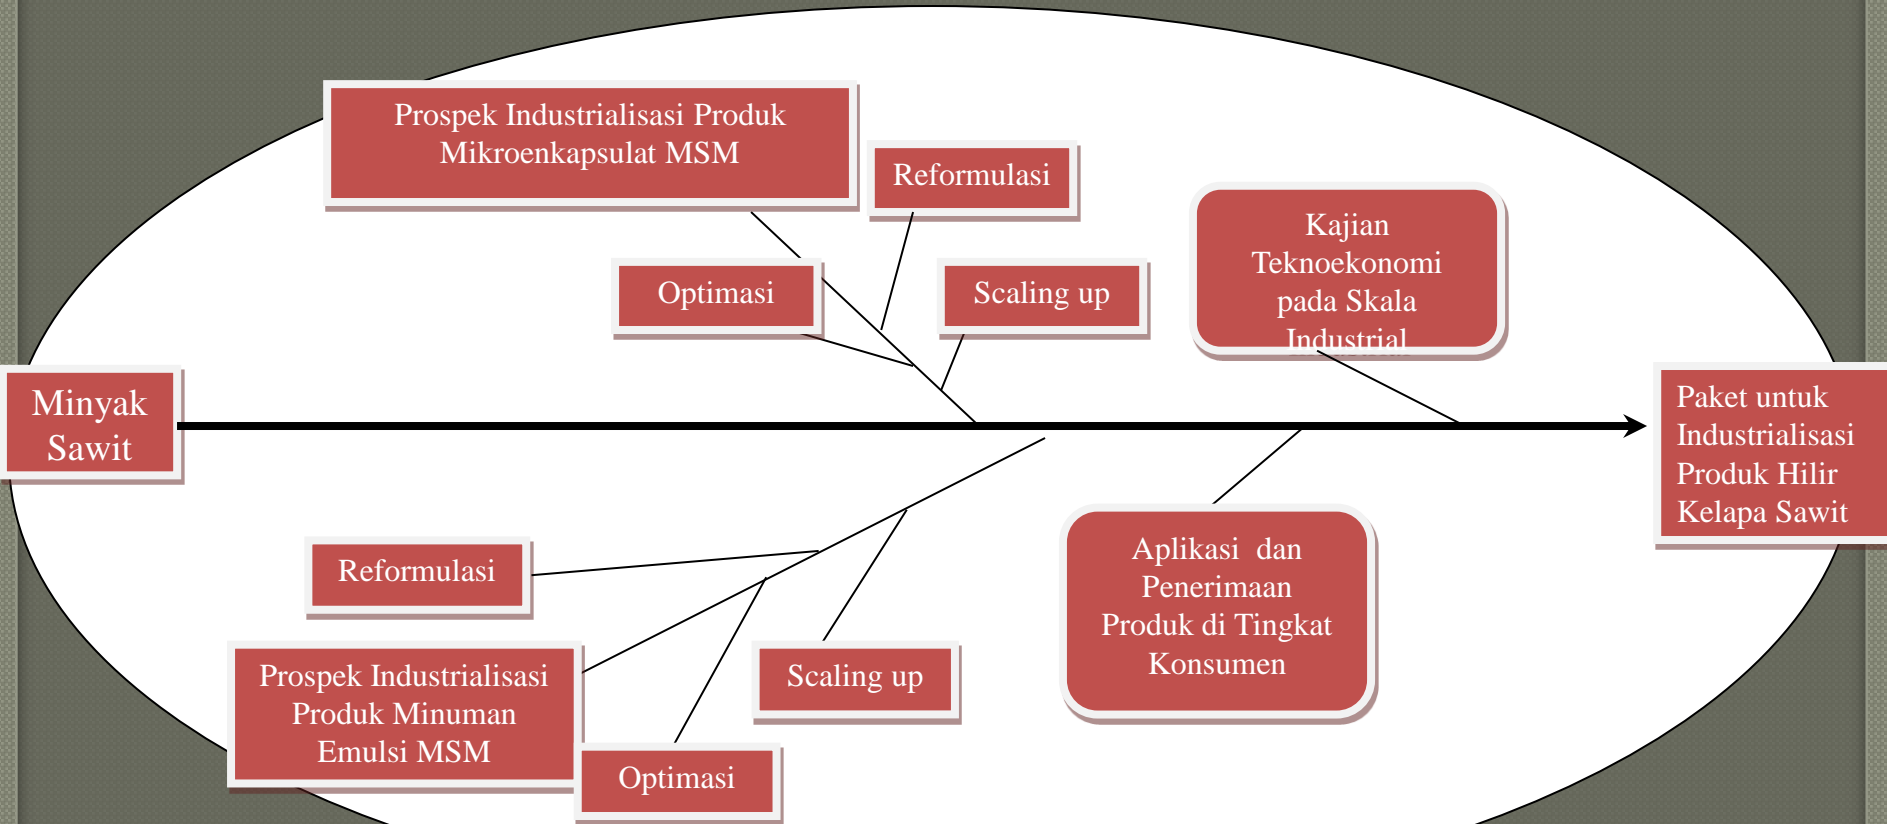 Prospek Industrialisasi Produk
Mikroenkapsulat MSM
Reformulasi
Kajian
Teknoekonomi
pada Skala
Industrial
Optimasi
Scaling up
Minyak
Sawit
Paket untuk
Industrialisasi
Produk Hilir
Kelapa Sawit
Reformulasi
Aplikasi dan
Penerimaan
Produk di Tingkat
Konsumen
Prospek Industrialisasi
Produk Minuman
Emulsi MSM
Scaling up
Optimasi